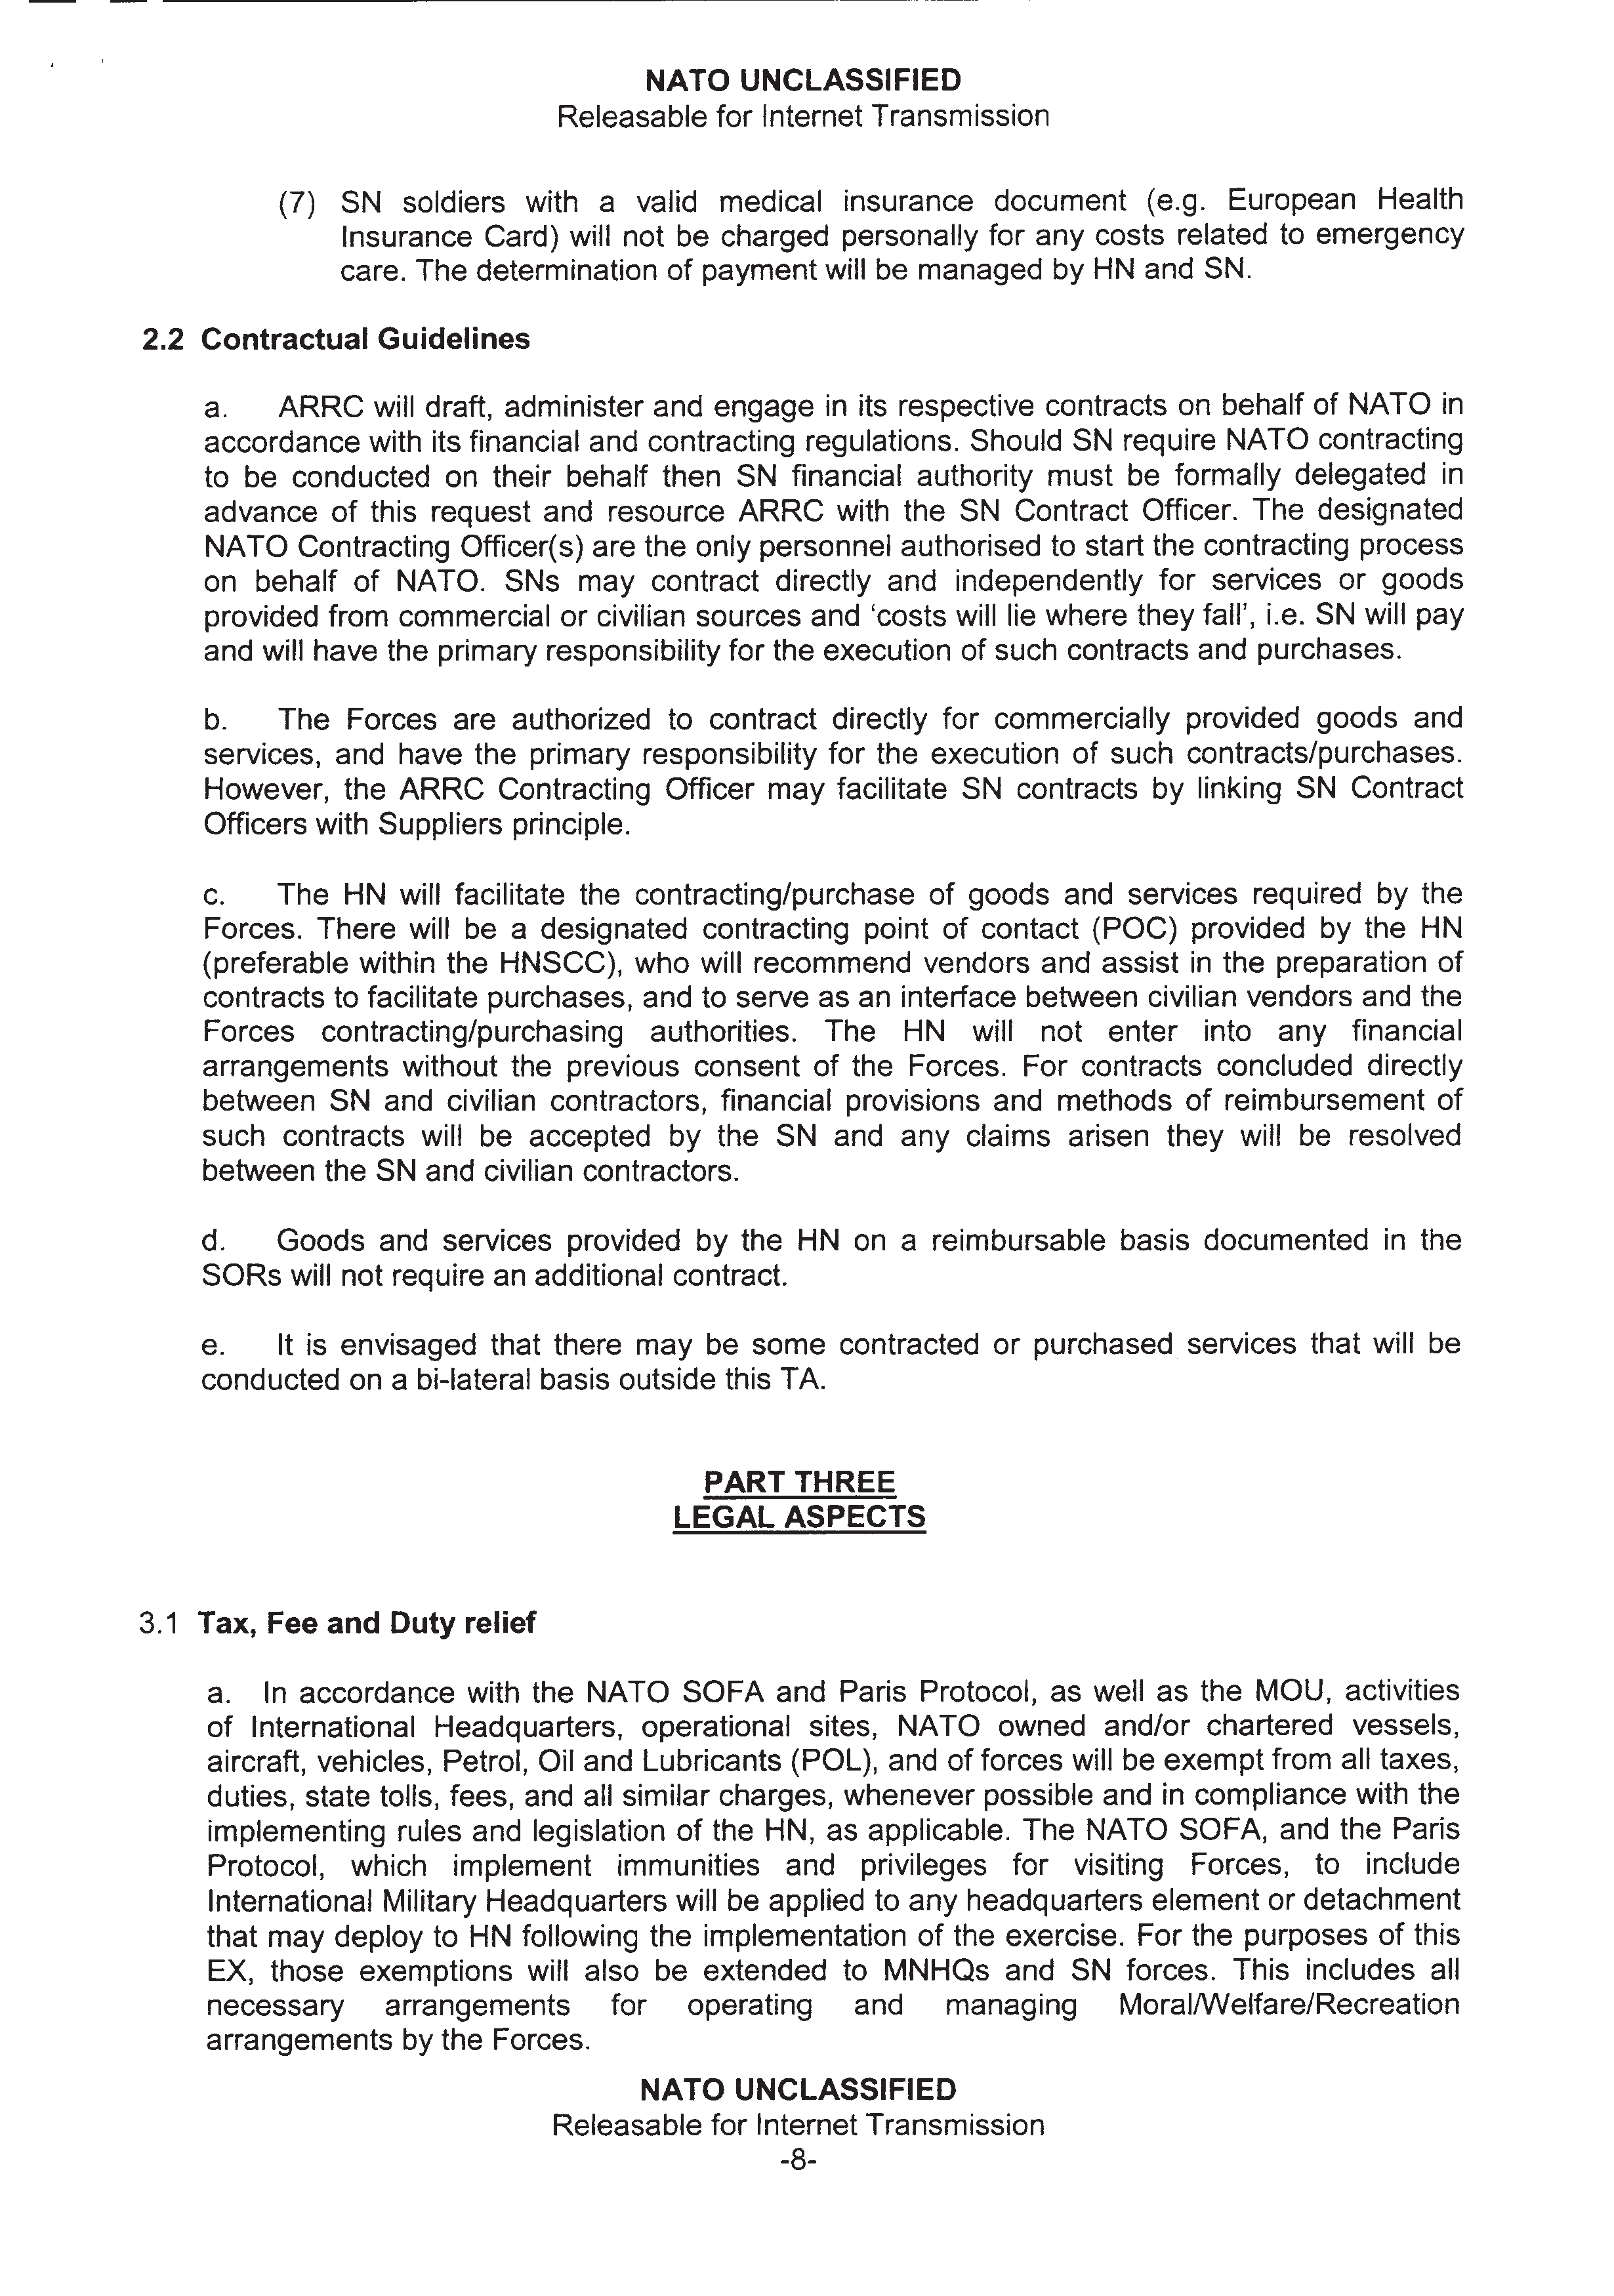 NATO UNCLASSIFIED
Releasable for Internet Transmission
(7) SN soldiers with a valid medical insurance document (e.g. European Health
Insurance Card) will not be charged personally for any costs related to emergency
care. The determination of payment will be managed by HN and SN.
2.2 Contractual Guidelines
a. ARRC will draft, administer and engage in its respective contracts on behalf of NATO in
accordance with its financial and contracting regulations. Should SN require NATO contracting
to be conducted on their behalf then SN financial authority must be formally delegated in
advance of this request and resource ARRC with the SN Contract Officer. The designated
NATO Contracting Officer(s) are the only personnel authorised to start the contracting process
on behalf of NATO. SNs may contract directly and independently for services or goods
provided from commercial or civilian sources and ‘costs will lie where they fall’, i.e. SN will pay
and will have the primary responsibility for the execution of such contracts and purchases.
b. The Forces are authorized to contract directly for commercially provided goods and
services, and have the primary responsibility for the execution of such contracts/purchases.
However, the ARRC Contracting Officer may facilitate SN contracts by linking SN Contract
Officers with Suppliers principle.
c. The HN will facilitate the contracting/purchase of goods and services required by the
Forces. There will be a designated contracting point of contact (POC) provided by the HN
(preferable within the HNSCC), who will recommend vendors and assist in the preparation of
contracts to facilitate purchases, and to serve as an interface between civilian vendors and the
Forces contracting/purchasing authorities. The HN will not enter into any financial
arrangements without the previous consent of the Forces. For contracts concluded directly
between SN and civilian contractors, financial provisions and methods of reimbursement of
such contracts will be accepted by the SN and any claims arisen they will be resolved
between the SN and civilian contractors.
d. Goods and services provided by the HN on a reimbursable basis documented in the
SORs will not require an additional contract.
e. It is envisaged that there may be some contracted or purchased services that will be
conducted on a bi-lateral basis outside this TA.
PART THREE
LEGAL ASPECTS
3.1 Tax, Fee and Duty relief
a. In accordance with the NATO SOFA and Paris Protocol, as well as the MOU, activities
of International Headquarters, operational sites, NATO owned and/or chartered vessels,
aircraft, vehicles, Petrol, Oil and Lubricants (POL), and of forces will be exempt from all taxes,
duties, state tolls, fees, and all similar charges, whenever possible and in compliance with the
implementing rules and legislation of the HN, as applicable. The NATO SOFA, and the Paris
Protocol, which implement immunities and privileges for visiting Forces, to include
International Military Headquarters will be applied to any headquarters element or detachment
that may deploy to HN following the implementation of the exercise. For the purposes of this
EX, those exemptions will also be extended to MNHQs and SN forces. This includes all
necessary arrangements for operating and managing Moral/Welfare/Recreation
arrangements by the Forces.
NATO UNCLASSIFIED
Releasable for Internet Transmission
-8-